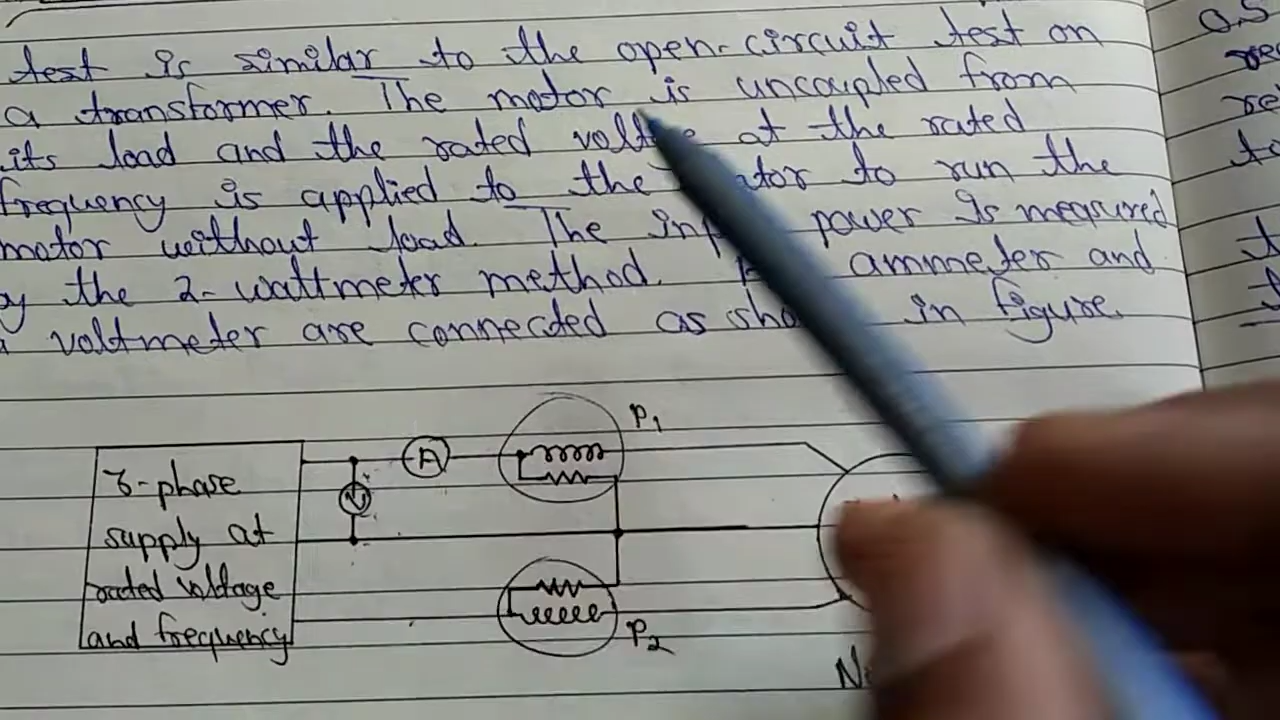 test is similar to the open-circuit test on
a transformer. The motor is uncoupled from
its load and the rated at the rated
frequency is applied to the to run the
motor without load. The power is measured
the 2-wattmeter method. ammeter and
voltmeter are connected as in figure.
P1
A
3-phase
supply at
rated voltage
and frequency
V
P2
O.S